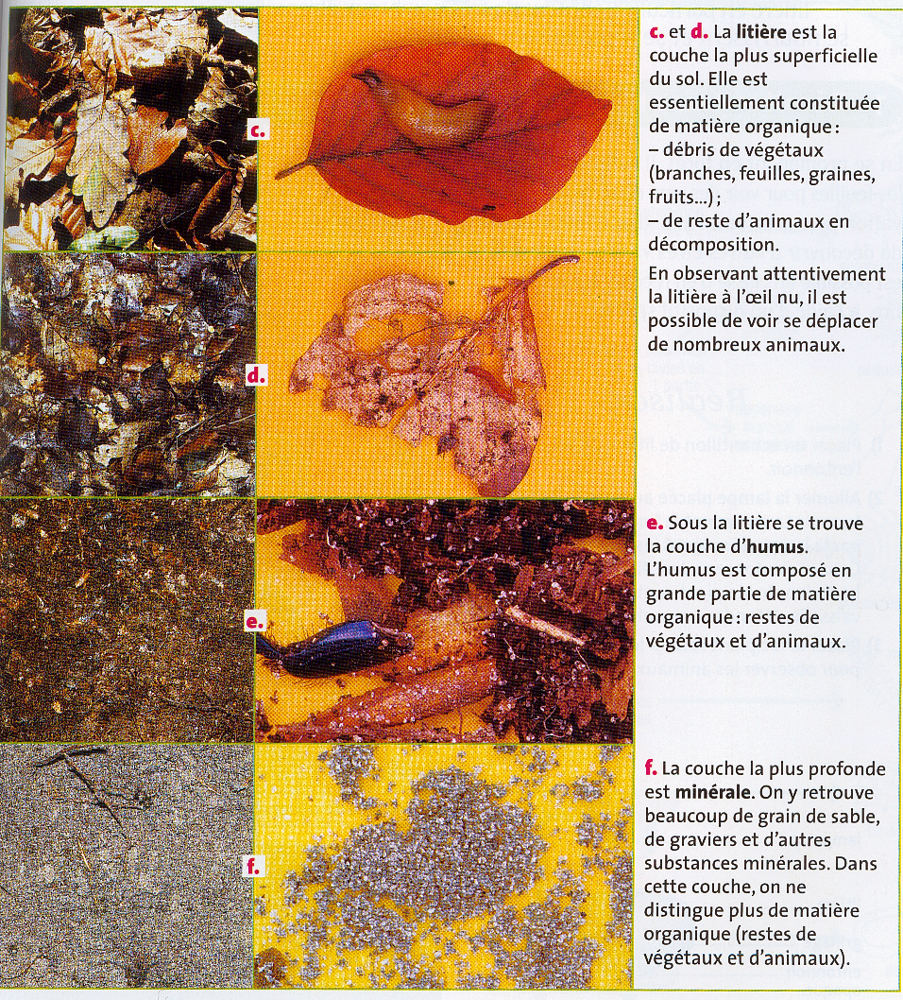 c. et d. La litière est la
couche la plus superficielle
du sol. Elle est
essentiellement constituée
de matière organique :
– débris de végétaux
(branches, feuilles, graines,
fruits...) ;
– de reste d'animaux en
décomposition.
En observant attentivement
la litière à l'œil nu, il est
possible de voir se déplacer
de nombreux animaux.
c.
d.
e. Sous la litière se trouve
la couche d'humus.
L'humus est composé en
grande partie de matière
organique : restes de
végétaux et d'animaux.
e.
f. La couche la plus profonde
est minérale. On y retrouve
beaucoup de grain de sable,
de graviers et d'autres
substances minérales. Dans
cette couche, on ne
distingue plus de matière
organique (restes de
végétaux et d'animaux).
f.